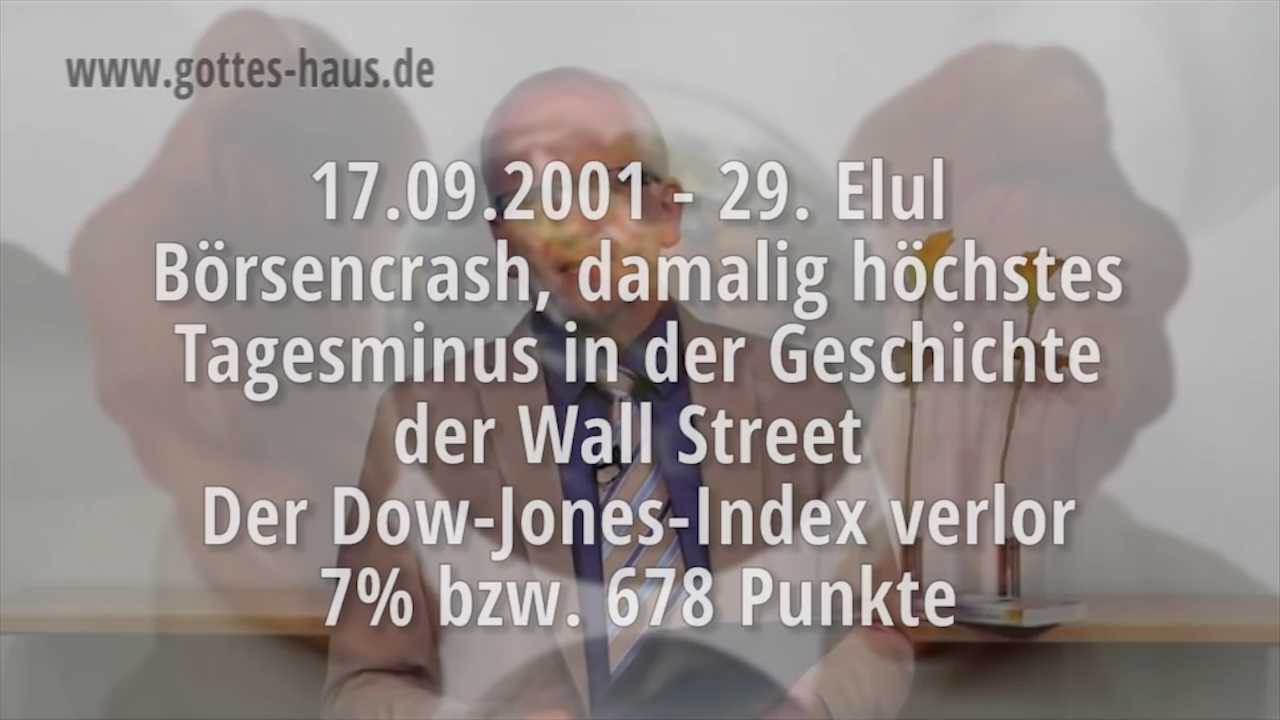 www.gottes-haus.de
17.09.2001 - 29. Elul
Börsencrash, damalig höchstes
Tagesminus in der Geschichte
der Wall Street
Der Dow-Jones-Index verlor
7% bzw. 678 Punkte